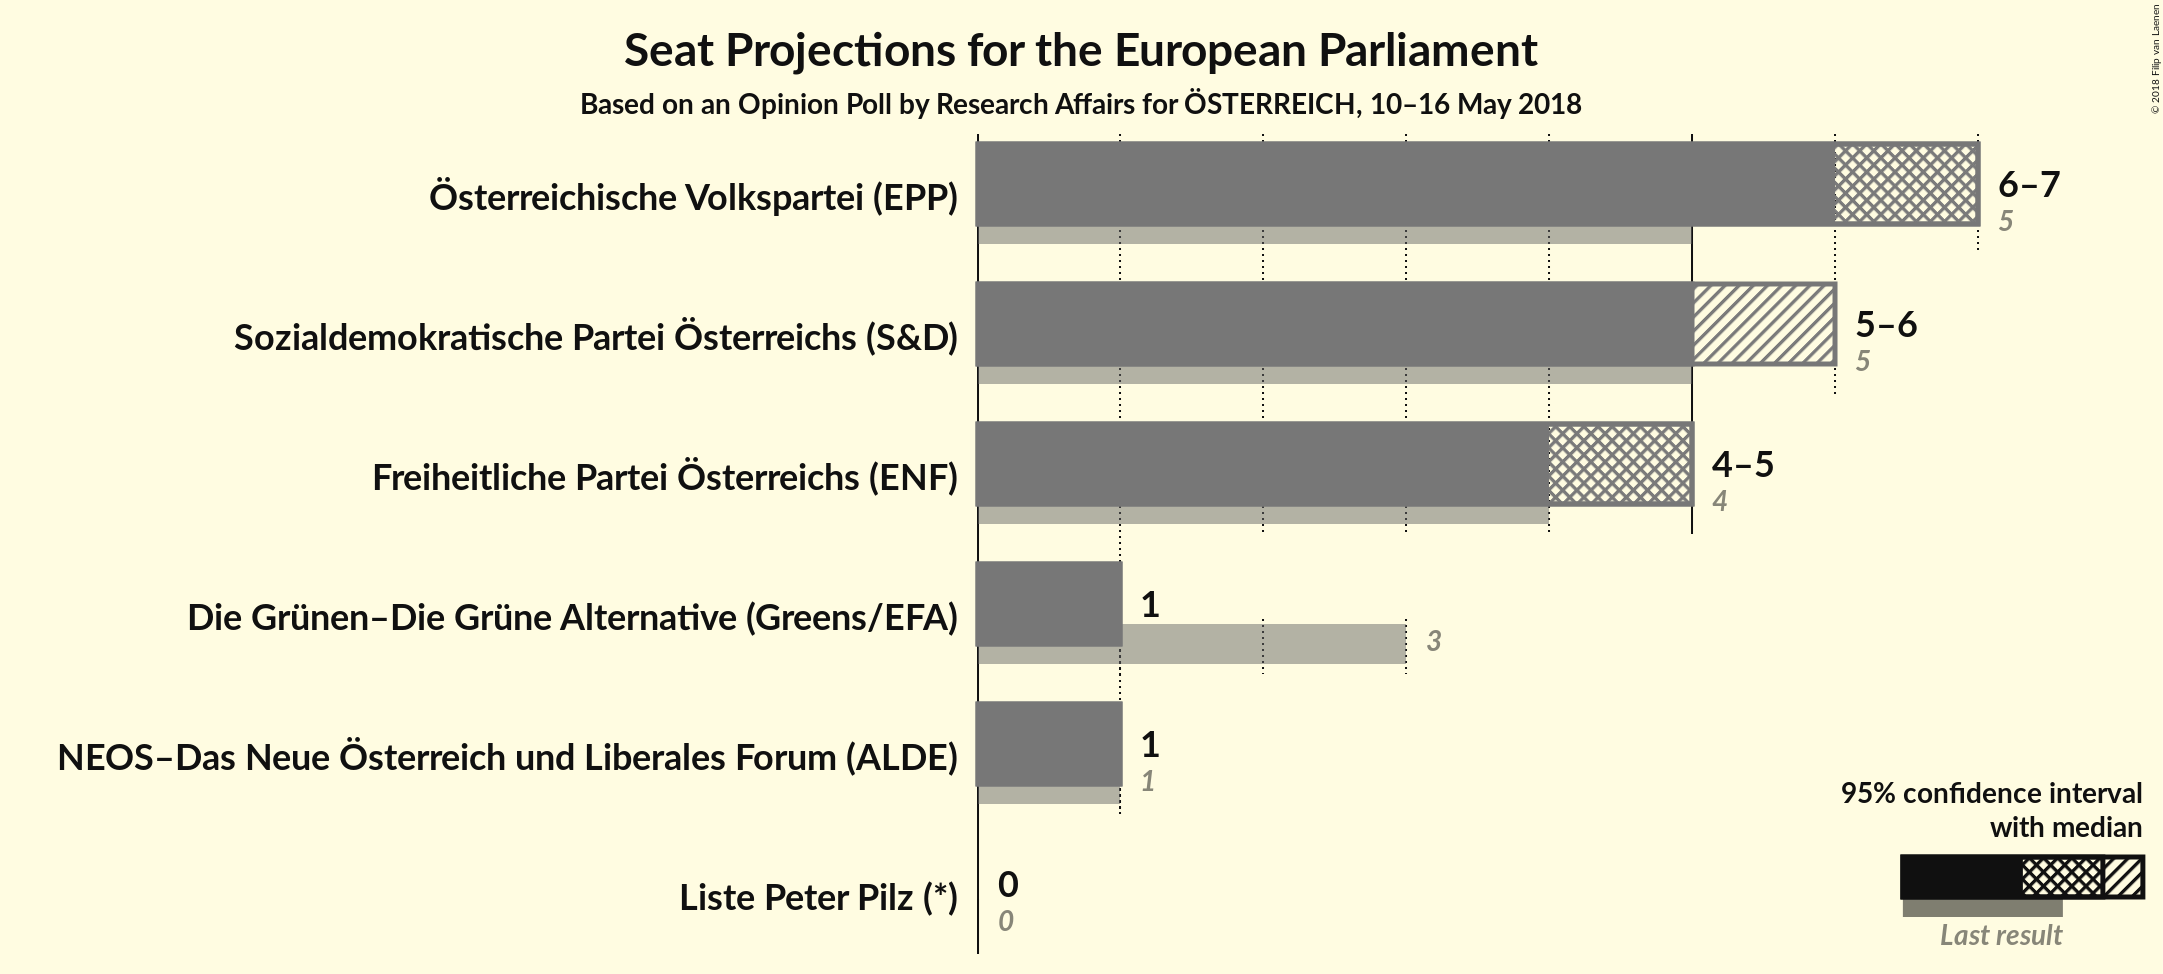 Seat Projections for the European Parliament
Based on an Opinion Poll by Research Affairs for ÖSTERREICH, 10–16 May 2018
© 2018 Filip van Laenen
Österreichische Volkspartei (EPP)
6–7
5
Sozialdemokratische Partei Österreichs (S&D)
5–6
5
Freiheitliche Partei Österreichs (ENF)
4–5
4
Die Grünen–Die Grüne Alternative (Greens/EFA)
1
3
NEOS–Das Neue Österreich und Liberales Forum (ALDE)
1
1
Liste Peter Pilz (*)
0
0
95% confidence interval
with median
Last result